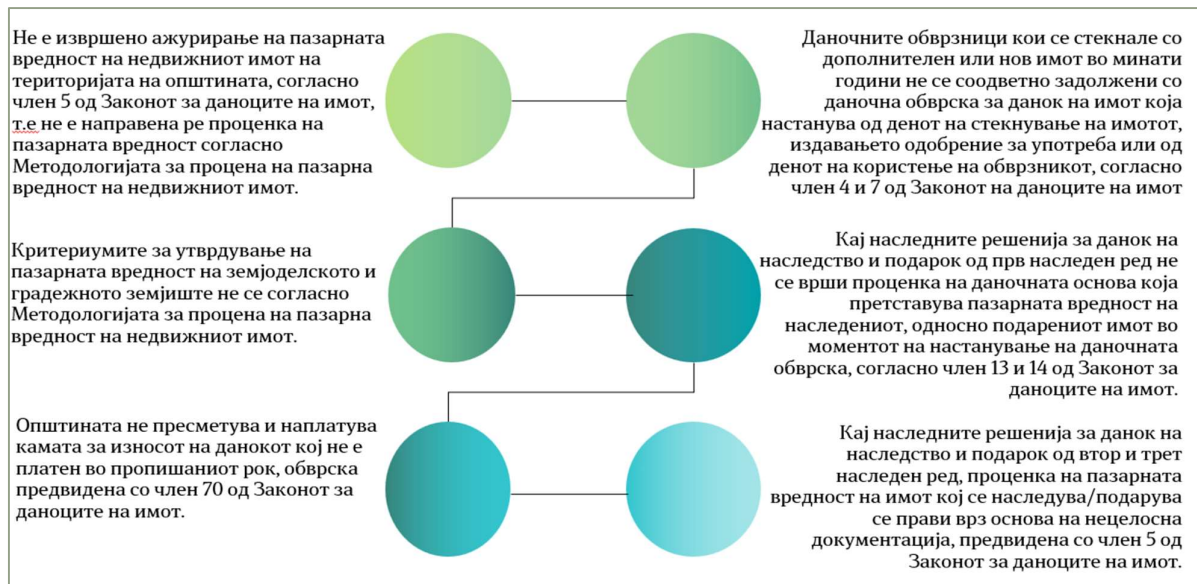 Не е извршено ажурирање на пазарната
вредност на недвижниот имот на
територијата на општината, согласно
член 5 од Законот за даноците на имот,
т.е не е направена ре проценка на
пазарната вредност согласно
Методологијата за процена на пазарна
вредност на недвижниот имот.
Даночните обврзници кои се стекнале со
дополнителен или нов имот во минати
години не се соодветно задолжени со
даночна обврска за данок на имот која
настанува од денот на стекнување на имотот,
издавањето одобрение за употреба или од
денот на користење на обврзникот, согласно
член 4 и 7 од Законот на даноците на имот
Критериумите за утврдување на
пазарната вредност на земјоделското и
градежното земјиште не се согласно
Методологијата за процена на пазарна
вредност на недвижниот имот.
Кај наследните решенија за данок на
наследство и подарок од прв наследен ред не
се врши проценка на даночната основа која
претставува пазарната вредност на
наследениот, односно подарениот имот во
моментот на настанување на даночната
обврска, согласно член 13 и 14 од Законот за
даноците на имот.
Општината не пресметува и наплатува
камата за износот на данокот кој не е
платен во пропишаниот рок, обврска
предвидена со член 70 од Законот за
даноците на имот.
Кај наследните решенија за данок на
наследство и подарок од втор и трет
наследен ред, проценка на пазарната
вредност на имот кој се наследува/подарува
се прави врз основа на нецелосна
документација, предвидена со член 5 од
Законот за даноците на имот.